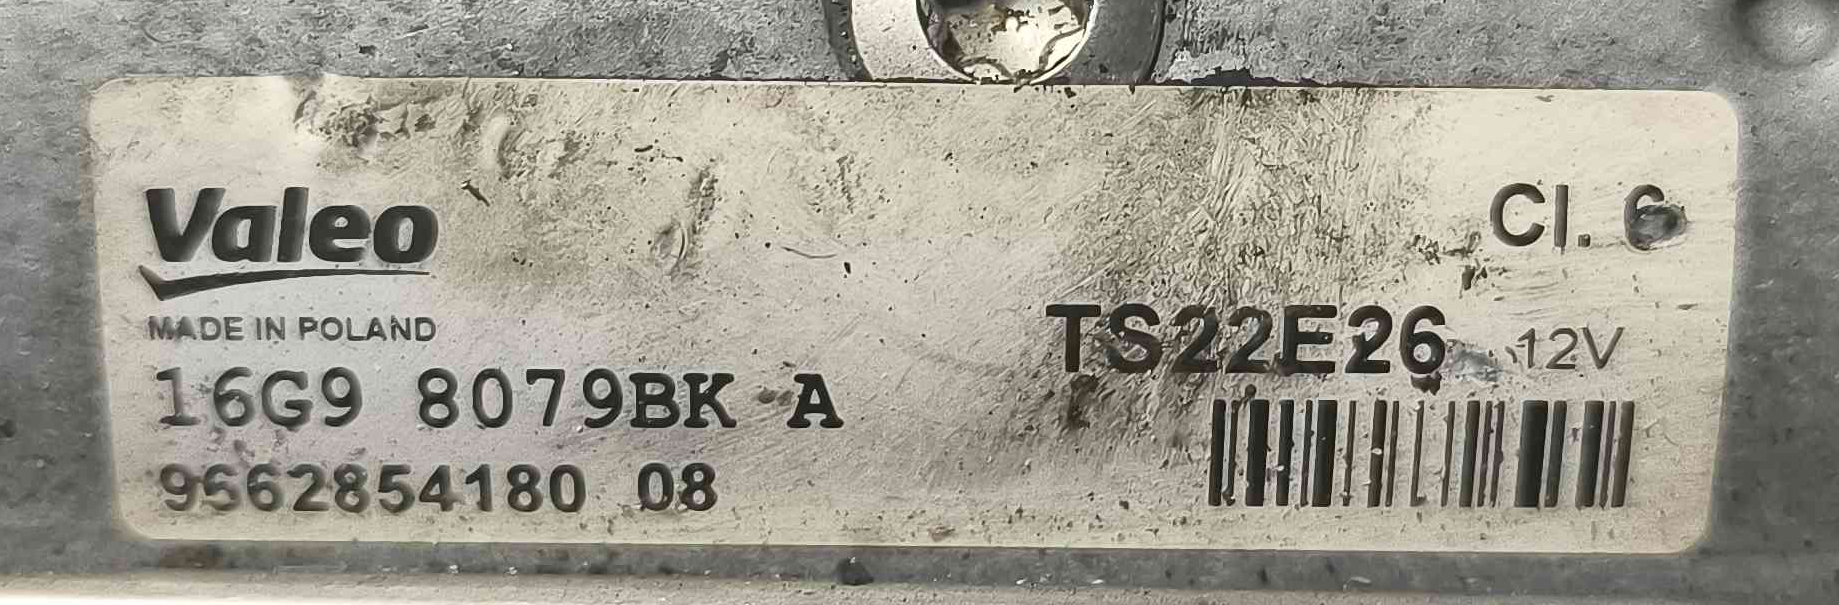 Valeo
Cl. 6
MADE IN POLAND
TS22E26 12V
16G9 8079BK A
9662854180 08